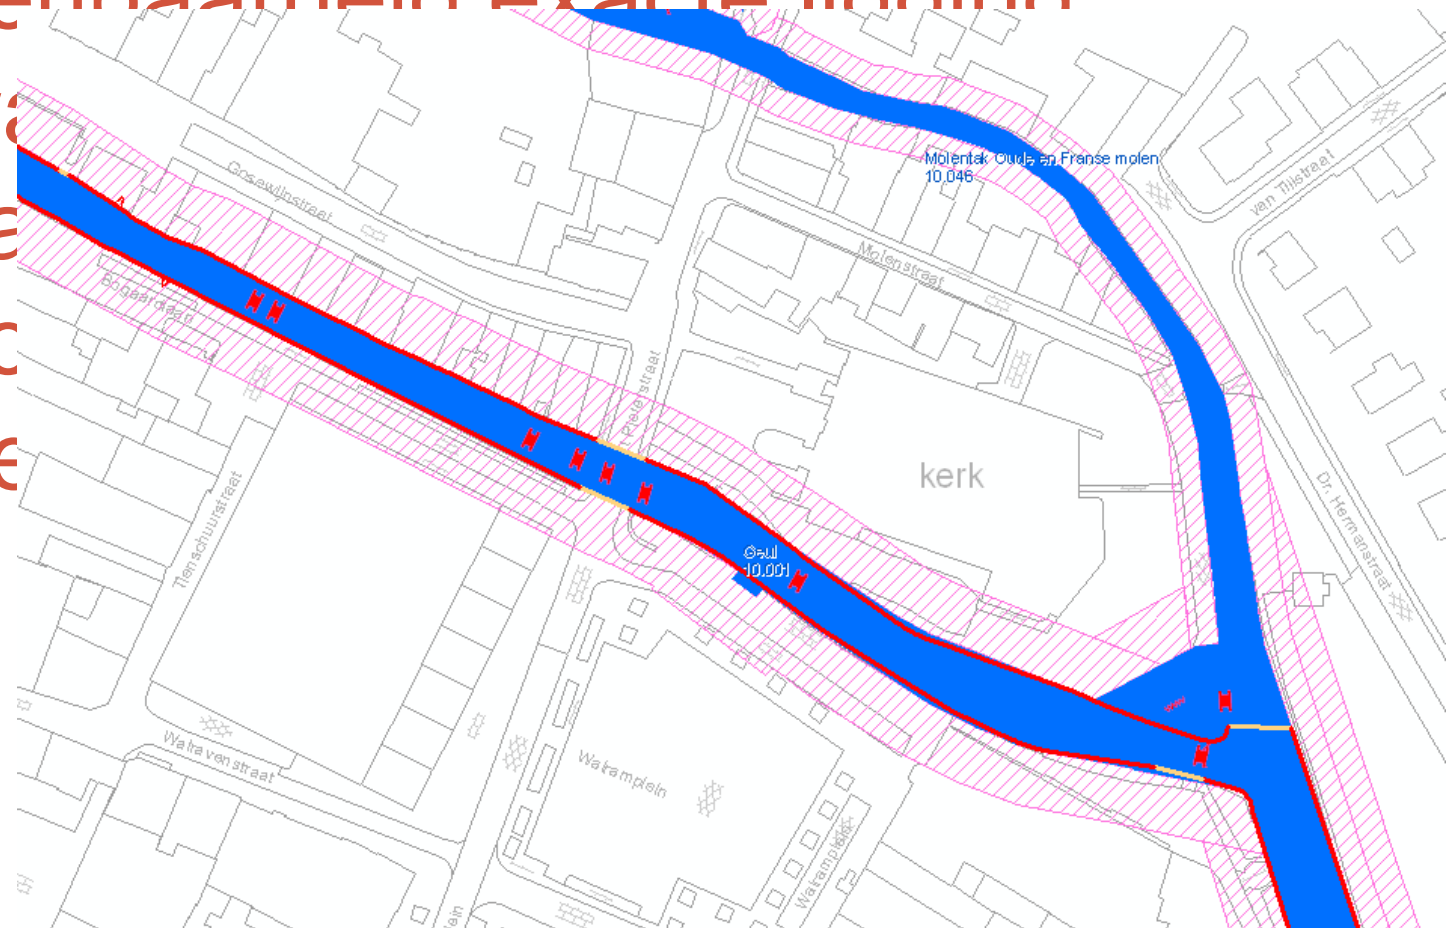 Molentak Oude en Franse molen
10.046
van Tijstraat
Gosewijnstraat
Molenstraat
Bogaardlaan
Pieterstraat
kerk
Tienschuurstraat
Dr. Hermanstraat
Geul
10.001
Walravenstraat
Walramplein
Walramplein